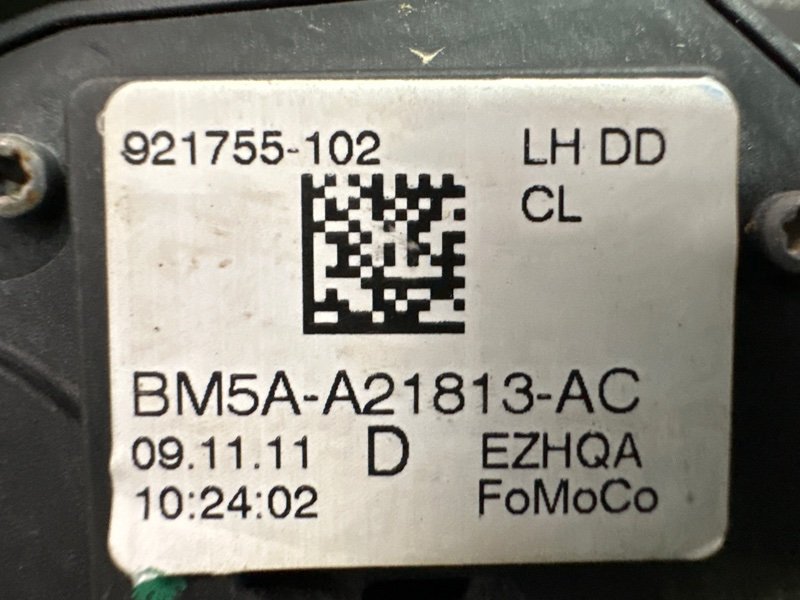 921755-102 LH DD
CL
BM5A-A21813-AC
09.11.11 D EZHQA
10:24:02 FoMoCo